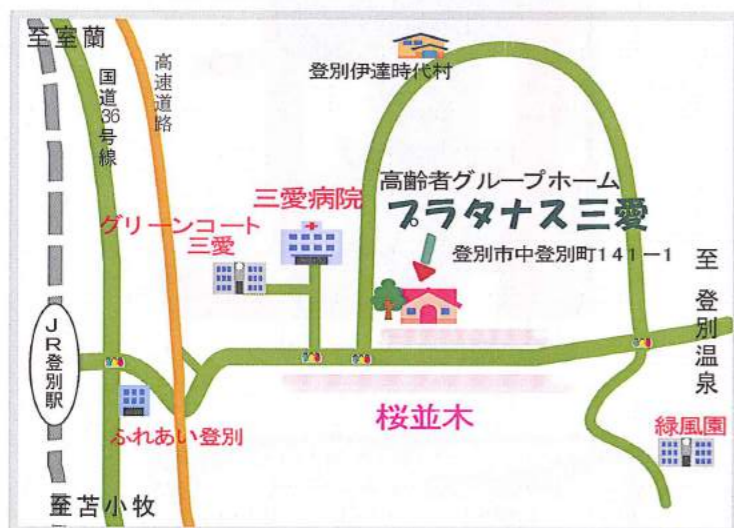 至室蘭
国道36号線
高速道路
登別伊達時代村
高齢者グループホーム
プラタナス三愛
登別市中登別町141-1
三愛病院
グリーンコート
三愛
至 登別温泉
JR登別駅
ふれあい登別
桜並木
緑風園
至苫小牧